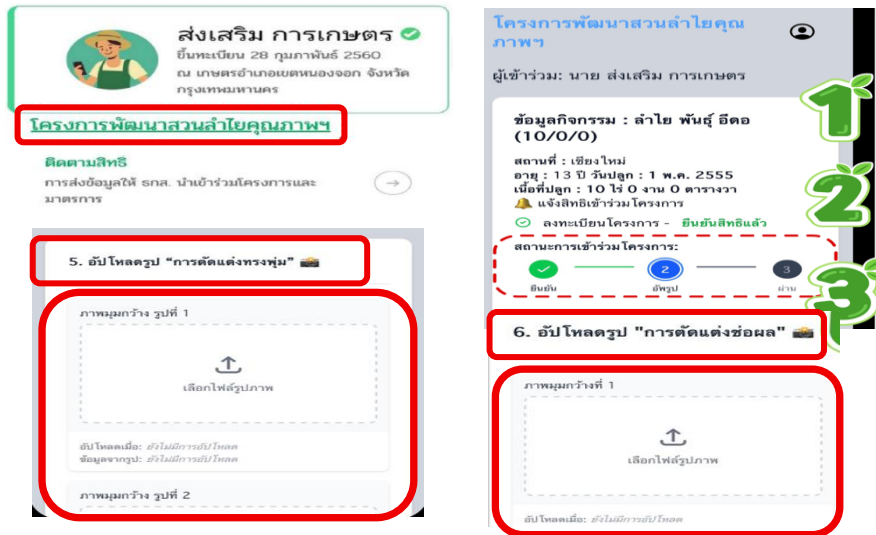 ส่งเสริม การเกษตร
ขึ้นทะเบียน 28 กุมภาพันธ์ 2560
ณ เกษตรอำเภอเขตหนองจอก จังหวัด
กรุงเทพมหานคร
โครงการพัฒนาสวนลำไยคุณภาพฯ
ติดตามสิทธิ
การส่งข้อมูลให้ ธกส. นำเข้าร่วมโครงการและ
มาตรการ
5. อัปโหลดรูป "การตัดแต่งทรงพุ่ม" 📸
ภาพมุมกว้าง รูปที่ 1
เลือกไฟล์รูปภาพ
อัปโหลดเมื่อ: ยังไม่มีการอัปโหลด
ข้อมูลจากรูป: ยังไม่มีการอัปโหลด
ภาพมุมกว้าง รูปที่ 2
โครงการพัฒนาสวนลำไยคุณ
ภาพฯ
ผู้เข้าร่วม: นาย ส่งเสริม การเกษตร
1
ข้อมูลกิจกรรม : ลำไย พันธุ์ อีดอ
(10/0/0)
สถานที่ : เชียงใหม่
อายุ : 13 ปี วันปลูก : 1 พ.ค. 2555
เนื้อที่ปลูก : 10 ไร่ 0 งาน 0 ตารางวา
🔔 แจ้งสิทธิเข้าร่วมโครงการ
ลงทะเบียนโครงการ - ยืนยันสิทธิแล้ว
2
สถานะการเข้าร่วมโครงการ:
2 3
ยืนยัน อัพรูป ผ่าน
3
6. อัปโหลดรูป "การตัดแต่งช่อผล" 📸
ภาพมุมกว้างที่ 1
เลือกไฟล์รูปภาพ
อัปโหลดเมื่อ: ยังไม่มีการอัปโหลด